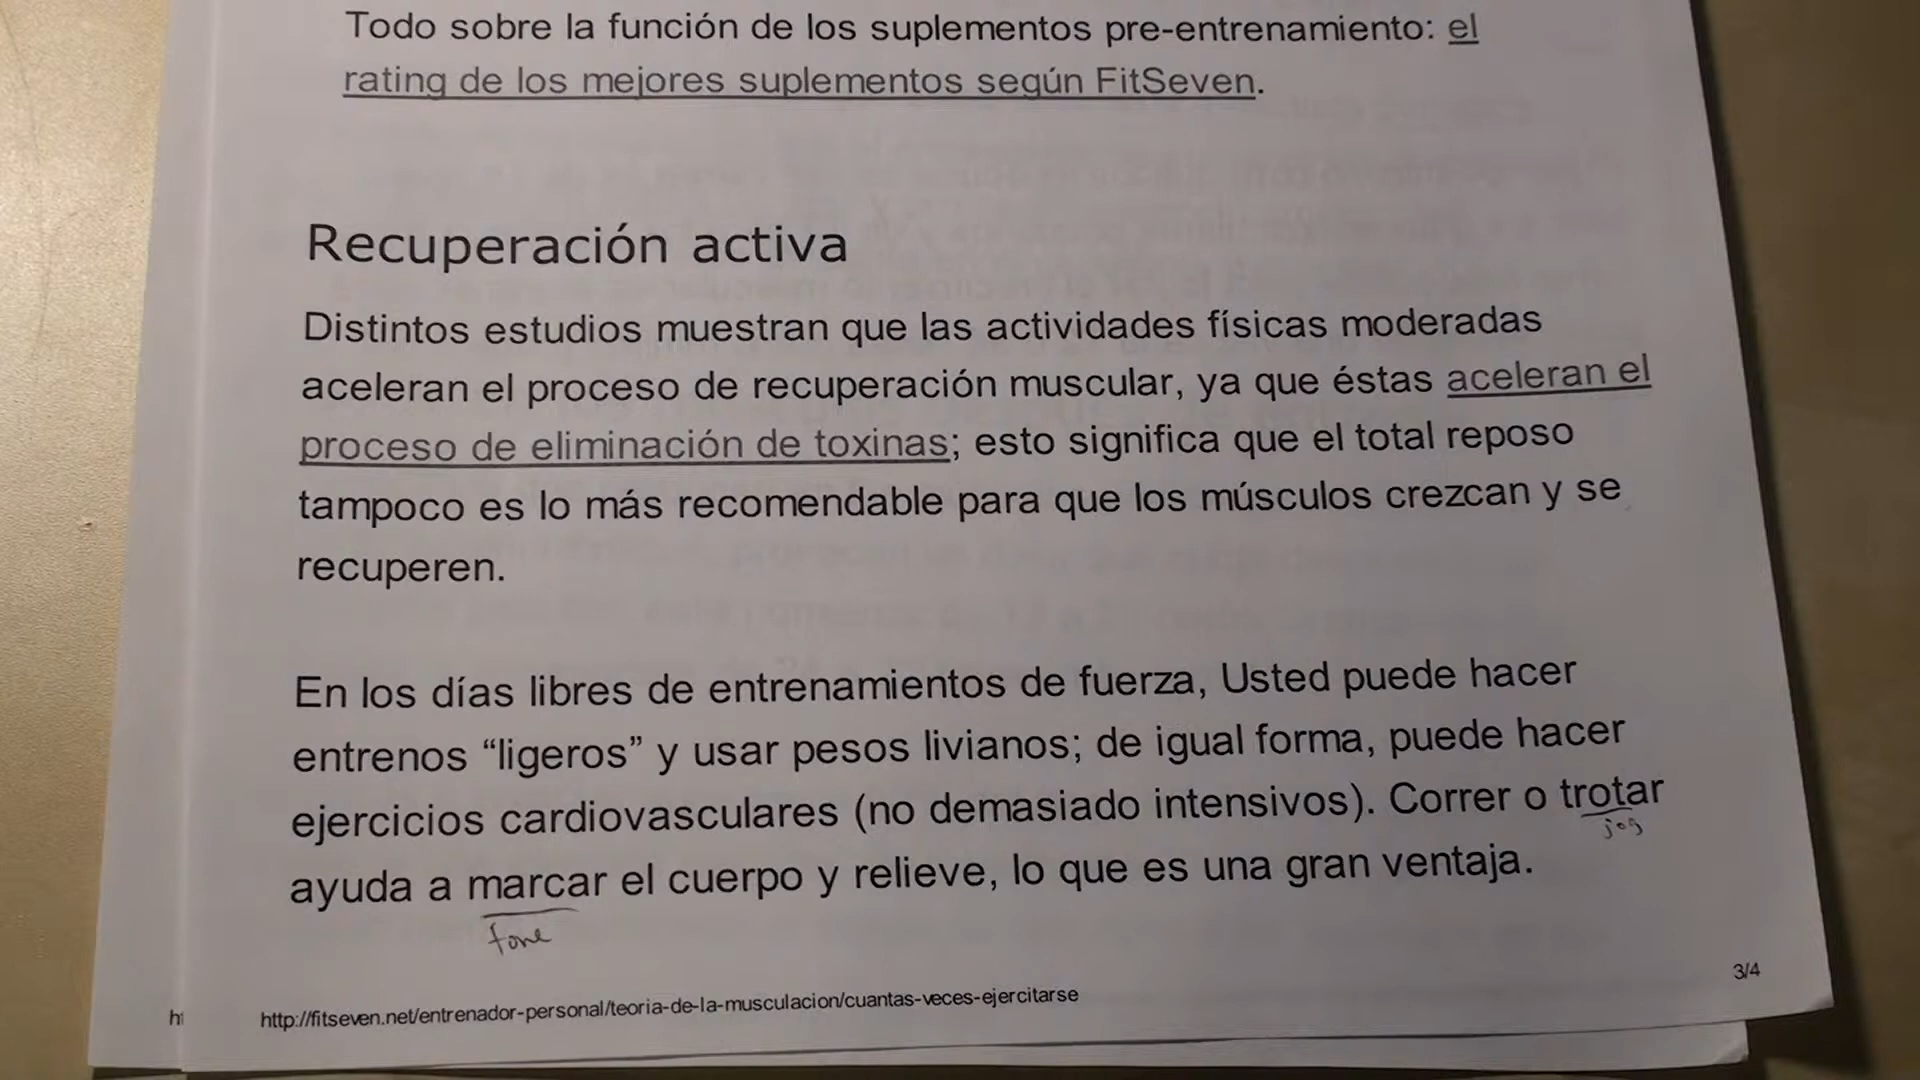 Todo sobre la función de los suplementos pre-entrenamiento: el
rating de los mejores suplementos según FitSeven.
Recuperación activa
Distintos estudios muestran que las actividades físicas moderadas
aceleran el proceso de recuperación muscular, ya que éstas aceleran el
proceso de eliminación de toxinas; esto significa que el total reposo
tampoco es lo más recomendable para que los músculos crezcan y se
recuperen.
En los días libres de entrenamientos de fuerza, Usted puede hacer
entrenos “ligeros” y usar pesos livianos; de igual forma, puede hacer
ejercicios cardiovasculares (no demasiado intensivos). Correr o trotar
jog
ayuda a marcar el cuerpo y relieve, lo que es una gran ventaja.
tone
3/4
ht
http://fitseven.net/entrenador-personal/teoria-de-la-musculacion/cuantas-veces-ejercitarse